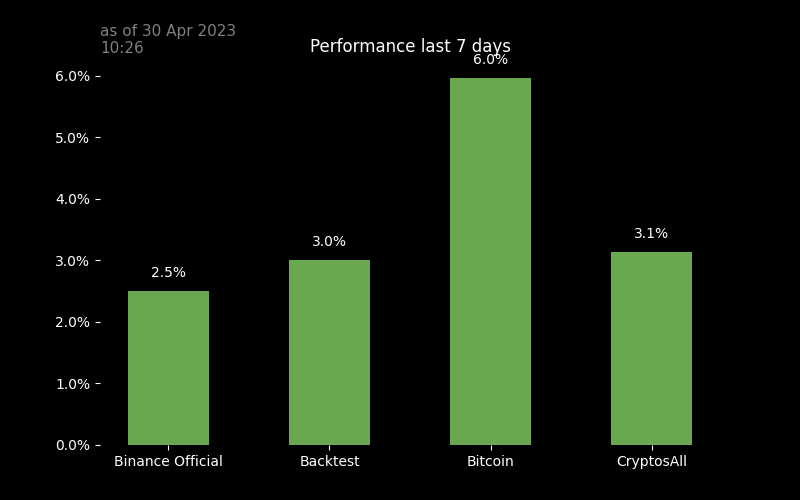 as of 30 Apr 2023
10:26
Performance last 7 days
6.0%
6.0%
5.0%
4.0%
3.0%
2.0%
1.0%
0.0%
2.5%
3.0%
3.1%
Binance Official
Backtest
Bitcoin
CryptosAll